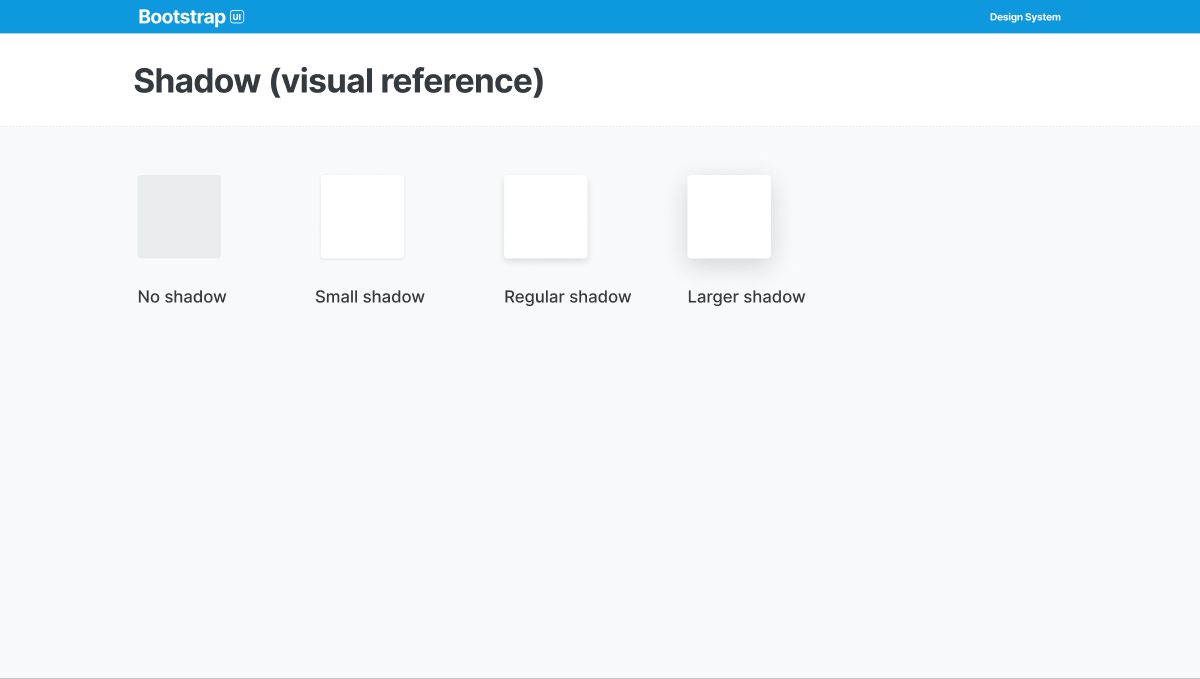 Bootstrap UI
Design System
Shadow (visual reference)
No shadow
Small shadow
Regular shadow
Larger shadow